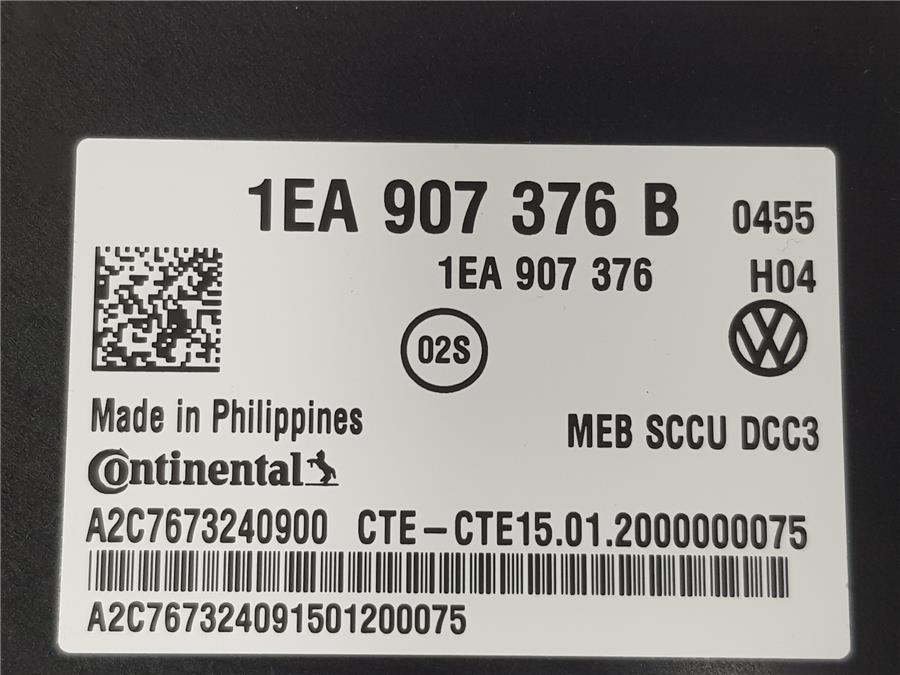 1EA 907 376 B 0455
1EA 907 376 H04
02S
Made in Philippines
MEB SCCU DCC3
Continental
A2C7673240900 CTE-CTE15.01.2000000075
A2C767324091501200075